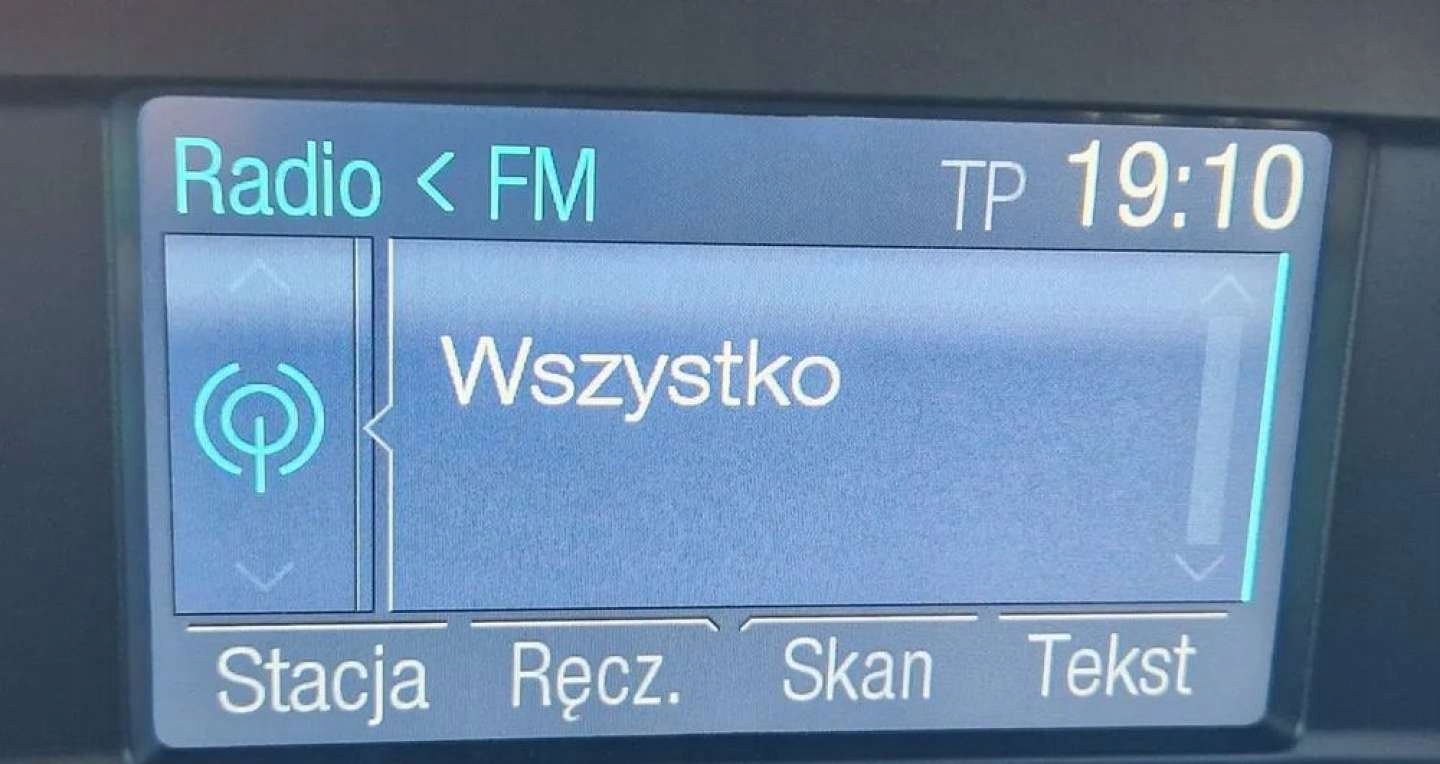 Radio < FM TP 19:10
Wszystko
Stacja Ręcz. Skan Tekst